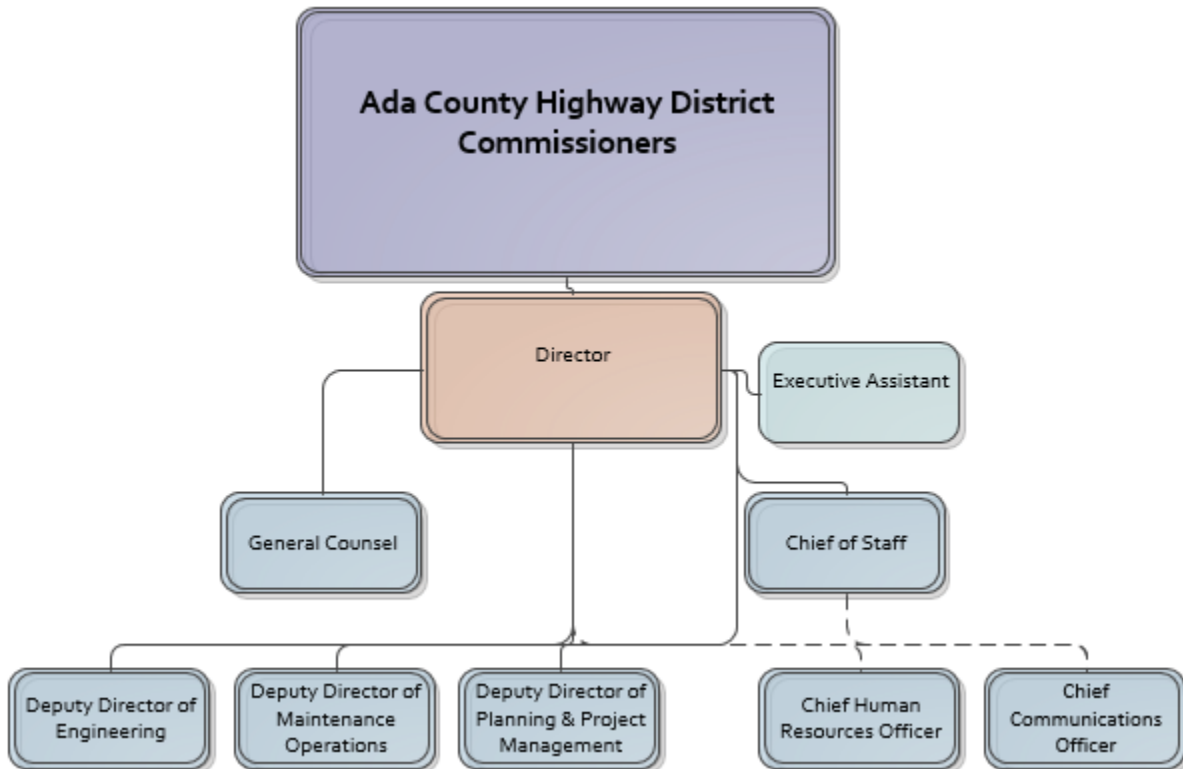 Ada County Highway District
Commissioners
Director
Executive Assistant
General Counsel
Chief of Staff
Deputy Director of
Engineering
Deputy Director of
Maintenance
Operations
Deputy Director of
Planning & Project
Management
Chief Human
Resources Officer
Chief
Communications
Officer